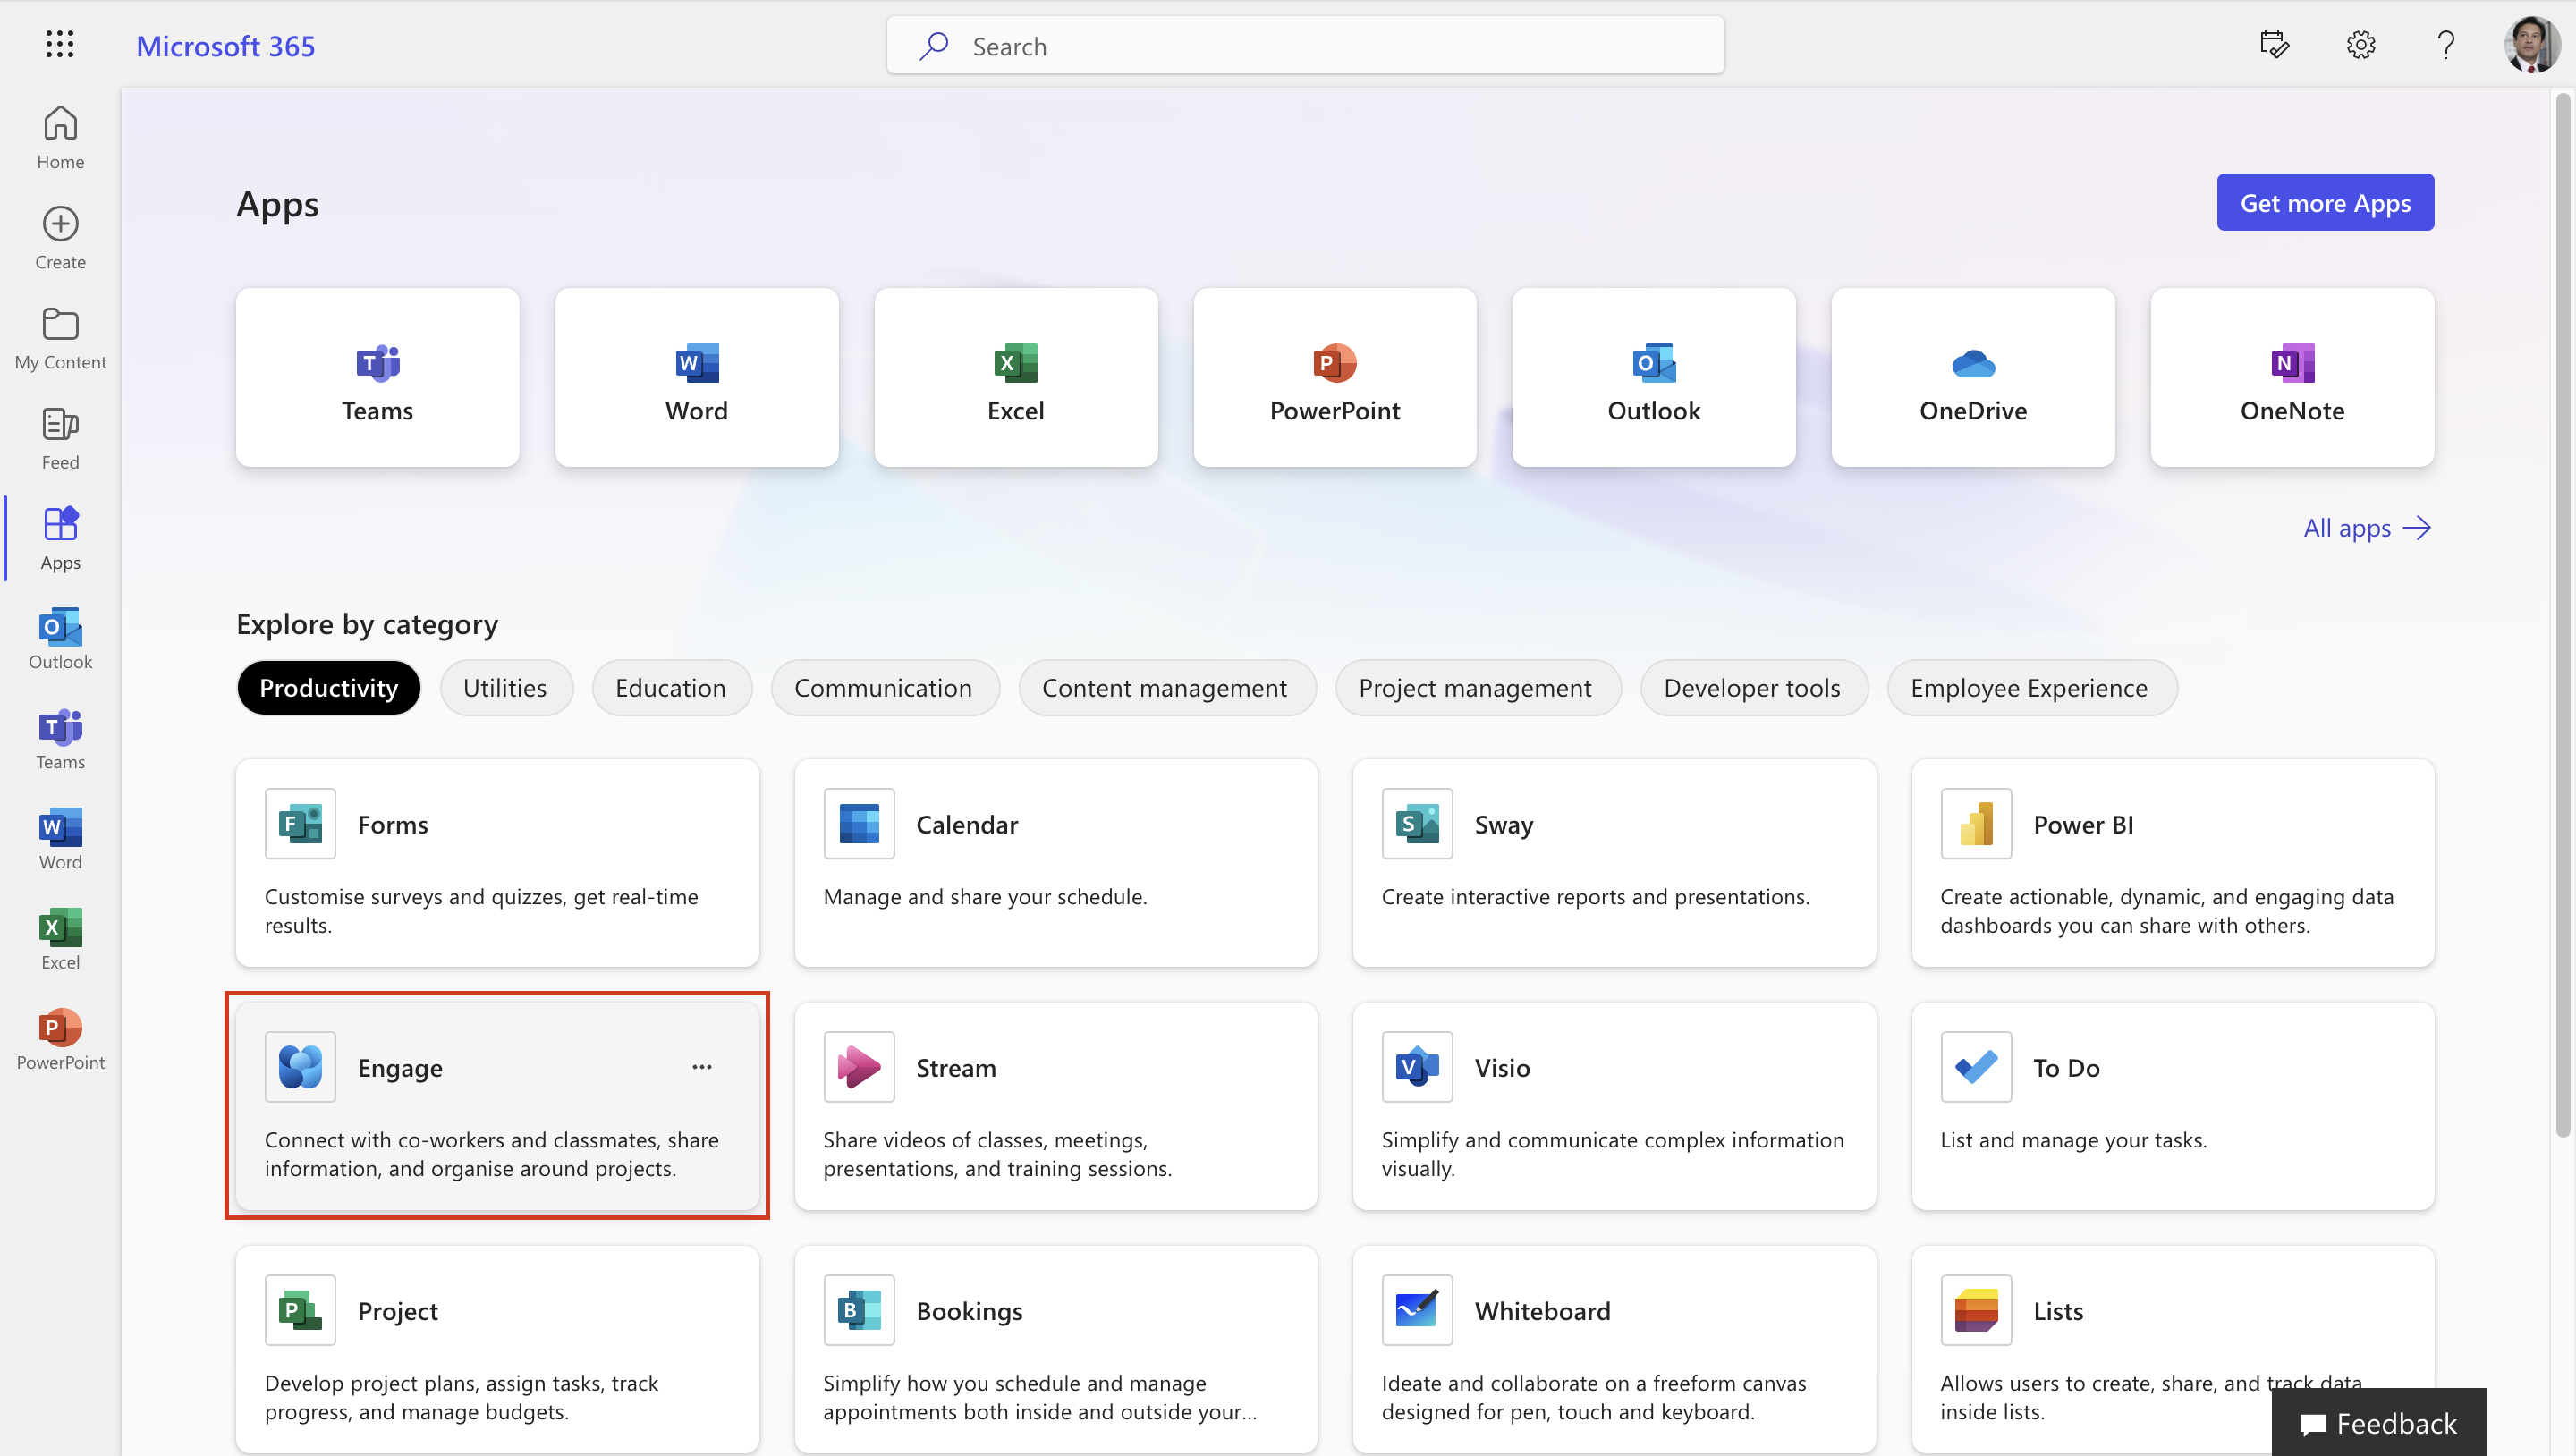 Microsoft 365
Search
Home
Create
My Content
Feed
Apps
Outlook
Teams
Word
Excel
PowerPoint
Apps
Get more Apps
T
Teams
W
Word
X
Excel
P
PowerPoint
O
Outlook
OneDrive
N
OneNote
All apps
Explore by category
Productivity
Utilities
Education
Communication
Content management
Project management
Developer tools
Employee Experience
F
Forms
Customise surveys and quizzes, get real-time
results.
Calendar
Manage and share your schedule.
S
Sway
Create interactive reports and presentations.
Power BI
Create actionable, dynamic, and engaging data
dashboards you can share with others.
Engage
...
Connect with co-workers and classmates, share
information, and organise around projects.
Stream
Share videos of classes, meetings,
presentations, and training sessions.
V
Visio
Simplify and communicate complex information
visually.
To Do
List and manage your tasks.
P
Project
Develop project plans, assign tasks, track
progress, and manage budgets.
B
Bookings
Simplify how you schedule and manage
appointments both inside and outside your...
Whiteboard
Ideate and collaborate on a freeform canvas
designed for pen, touch and keyboard.
Lists
Allows users to create, share, and track data
inside lists.
Feedback